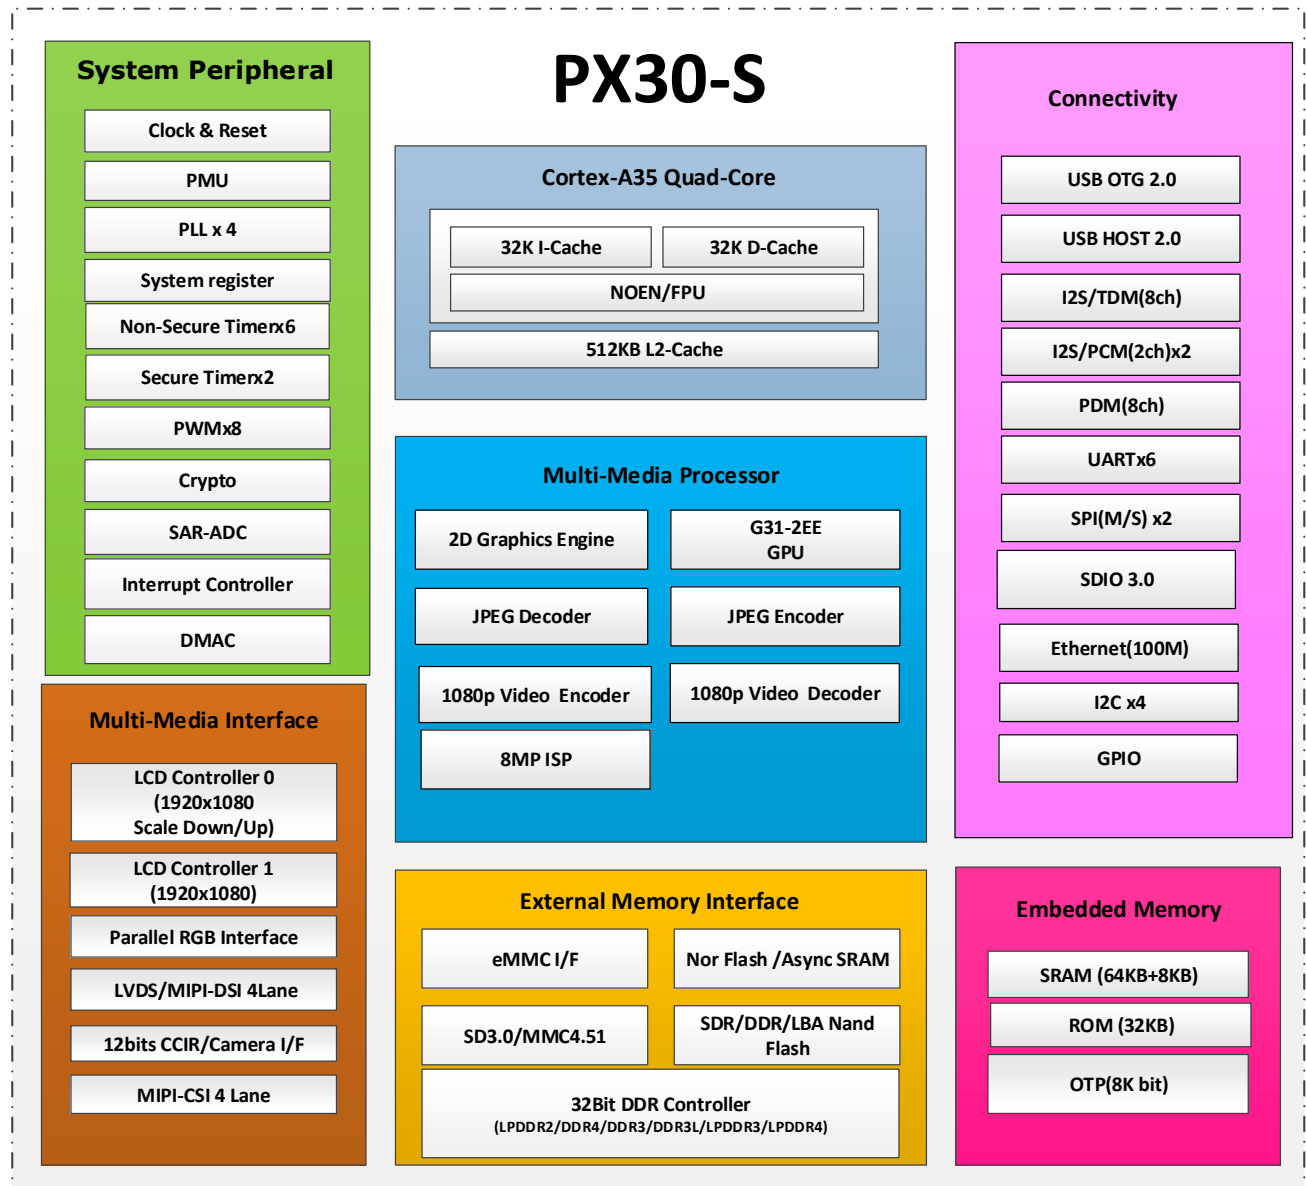 PX30-S
System Peripheral
Clock & Reset
PMU
PLL x 4
System register
Non-Secure Timerx6
Secure Timerx2
PWMx8
Crypto
SAR-ADC
Interrupt Controller
DMAC
Multi-Media Interface
LCD Controller 0
(1920x1080
Scale Down/Up)
LCD Controller 1
(1920x1080)
Parallel RGB Interface
LVDS/MIPI-DSI 4Lane
12bits CCIR/Camera I/F
MIPI-CSI 4 Lane
Cortex-A35 Quad-Core
32K I-Cache
32K D-Cache
NOEN/FPU
512KB L2-Cache
Multi-Media Processor
2D Graphics Engine
G31-2EE
GPU
JPEG Decoder
JPEG Encoder
1080p Video Encoder
1080p Video Decoder
8MP ISP
External Memory Interface
eMMC I/F
Nor Flash /Async SRAM
SD3.0/MMC4.51
SDR/DDR/LBA Nand
Flash
32Bit DDR Controller
(LPDDR2/DDR4/DDR3/DDR3L/LPDDR3/LPDDR4)
Connectivity
USB OTG 2.0
USB HOST 2.0
I2S/TDM(8ch)
I2S/PCM(2ch)x2
PDM(8ch)
UARTx6
SPI(M/S) x2
SDIO 3.0
Ethernet(100M)
I2C x4
GPIO
Embedded Memory
SRAM (64KB+8KB)
ROM (32KB)
OTP(8K bit)